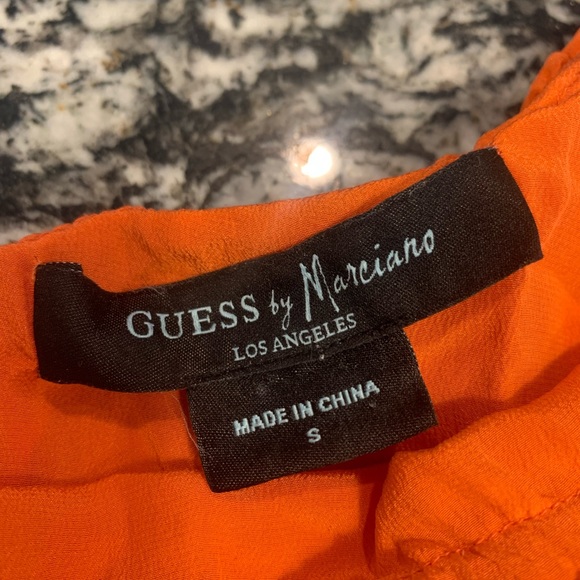 GUESS by Marciano
LOS ANGELES
MADE IN CHINA
S